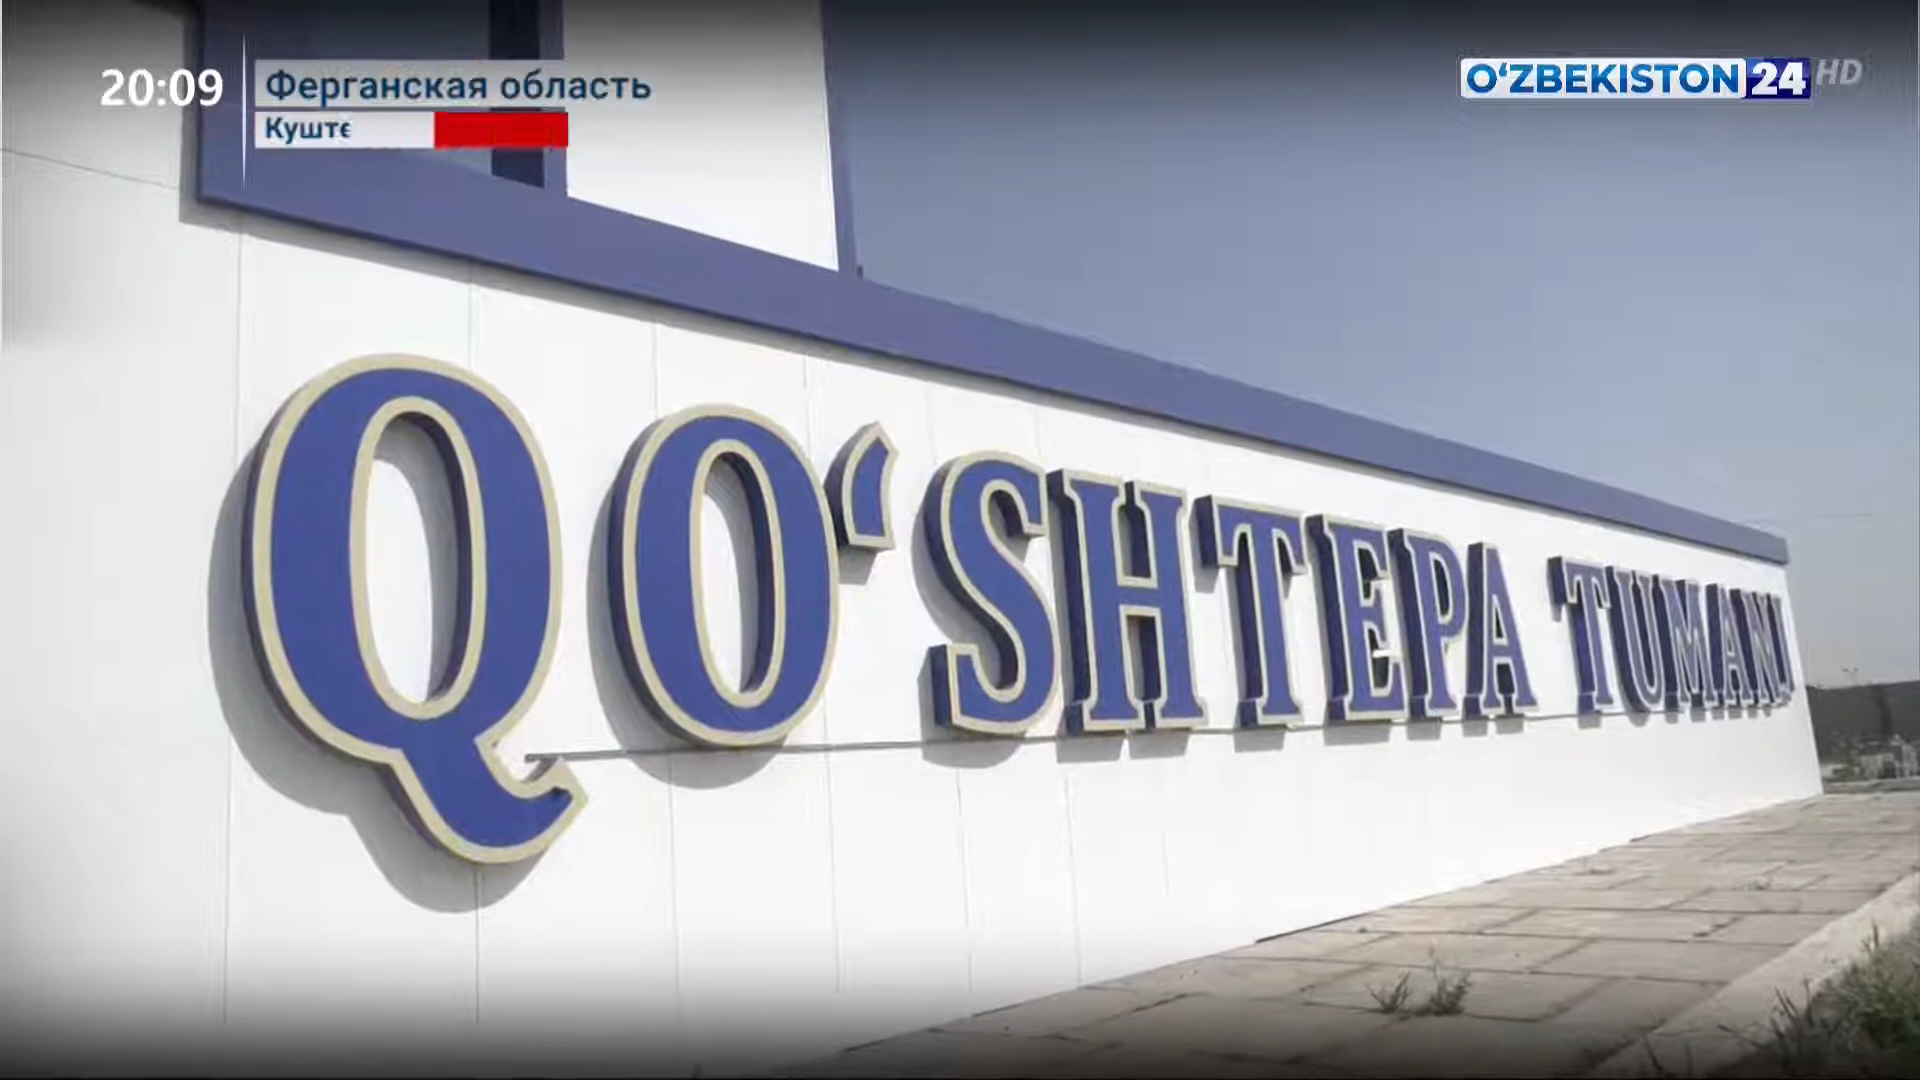 20:09
Ферганская область
Куште
O‘ZBEKISTON 24 HD
QO‘SHTEPA TUMANI